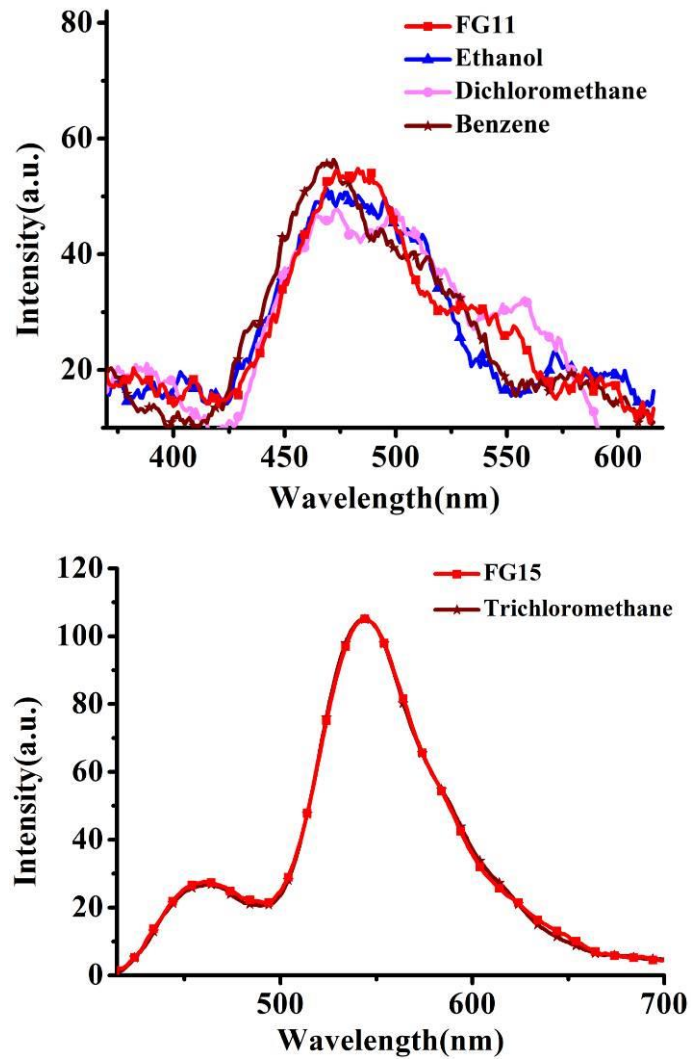 80
60
40
20
Intensity(a.u.)
FG11
Ethanol
Dichloromethane
Benzene
400 450 500 550 600
Wavelength(nm)
120
100
80
60
40
20
0
Intensity(a.u.)
FG15
Trichloromethane
500 600 700
Wavelength(nm)